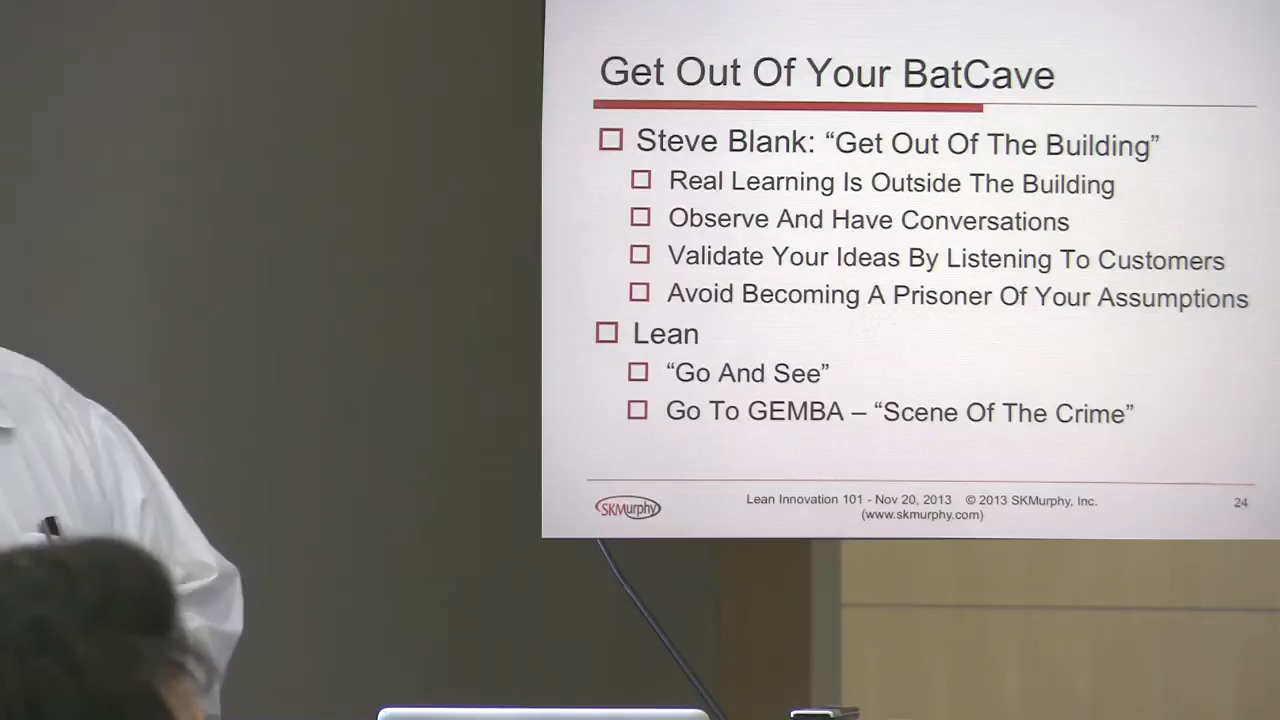 Get Out Of Your BatCave
Steve Blank: “Get Out Of The Building”
Real Learning Is Outside The Building
Observe And Have Conversations
Validate Your Ideas By Listening To Customers
Avoid Becoming A Prisoner Of Your Assumptions
Lean
“Go And See”
Go To GEMBA – “Scene Of The Crime”
SKMurphy
Lean Innovation 101 - Nov 20, 2013 © 2013 SKMurphy, Inc.
(www.skmurphy.com)
24